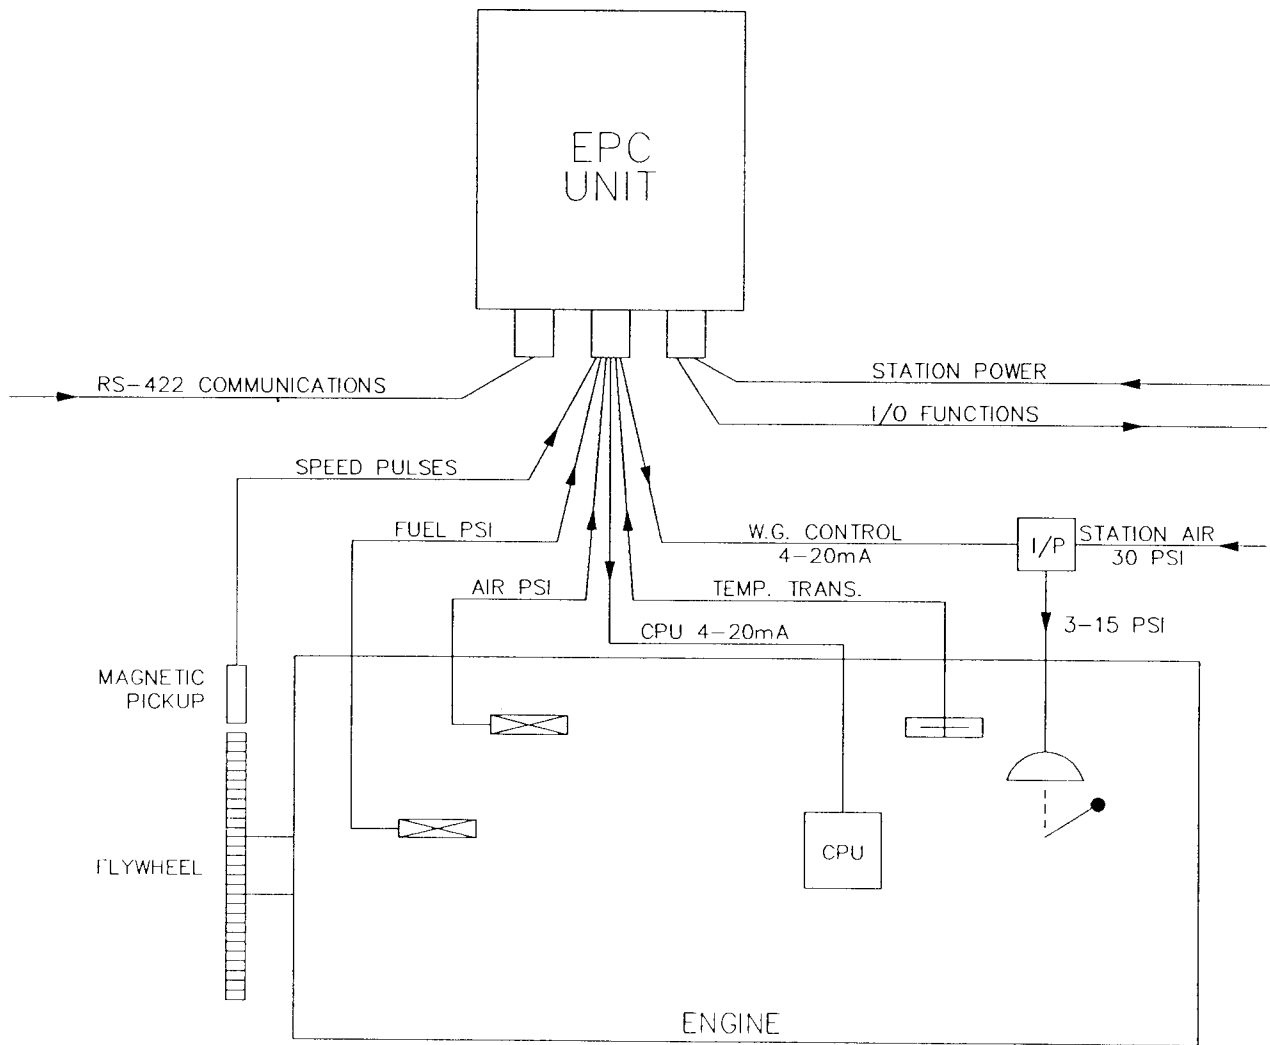 EPC
UNIT
RS-422 COMMUNICATIONS
STATION POWER
I/O FUNCTIONS
SPEED PULSES
FUEL PSI
W.G. CONTROL
4-20mA
I/P
STATION AIR
30 PSI
AIR PSI
TEMP. TRANS.
CPU 4-20mA
3-15 PSI
MAGNETIC
PICKUP
FLYWHEEL
CPU
ENGINE